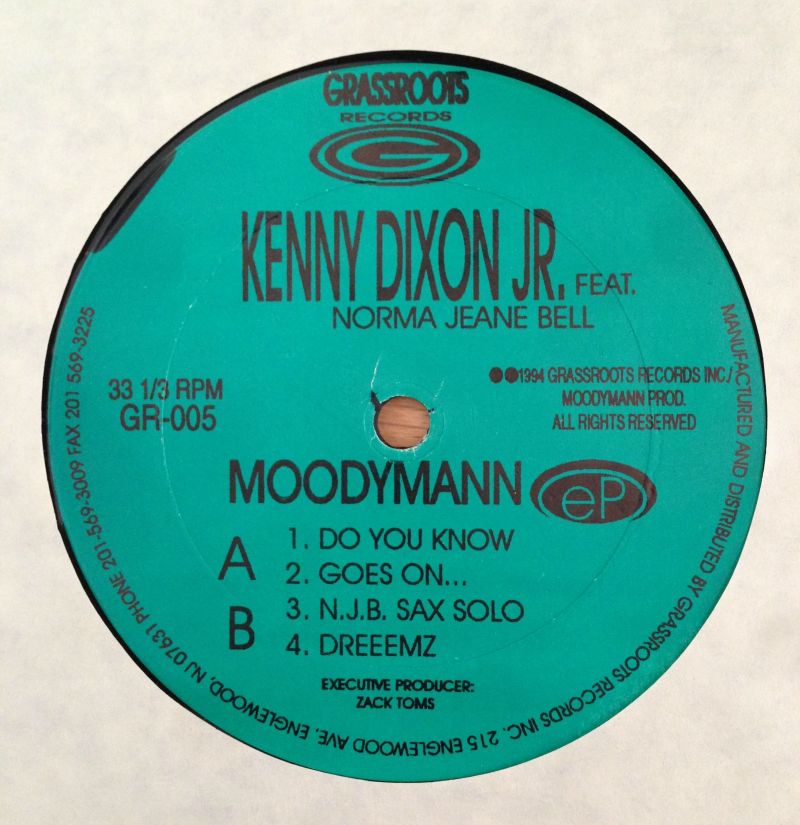 GRASSROOTS
RECORDS
G
KENNY DIXON JR. FEAT.
NORMA JEANE BELL
33 1/3 RPM
GR-005
1994 GRASSROOTS RECORDS INC./
MOODYMANN PROD.
ALL RIGHTS RESERVED
MOODYMANN eP
A
1. DO YOU KNOW
2. GOES ON...
B
3. N.J.B. SAX SOLO
4. DREEEMZ
EXECUTIVE PRODUCER:
ZACK TOMS
MANUFACTURED AND DISTRIBUTED BY GRASSROOTS RECORDS INC. 215 ENGLEWOOD AVE, ENGLEWOOD, NJ 07631 PHONE 201-569-3009 FAX 201 569-3225